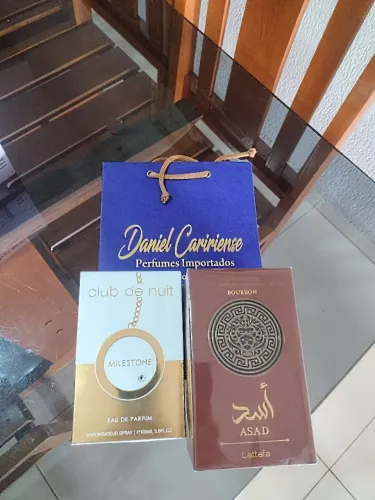 Daniel Caririense
Perfumes Importados
club de nuit
MILESTONE
EAU DE PARFUM
BOURBON
أسد
ASAD
Lattafa